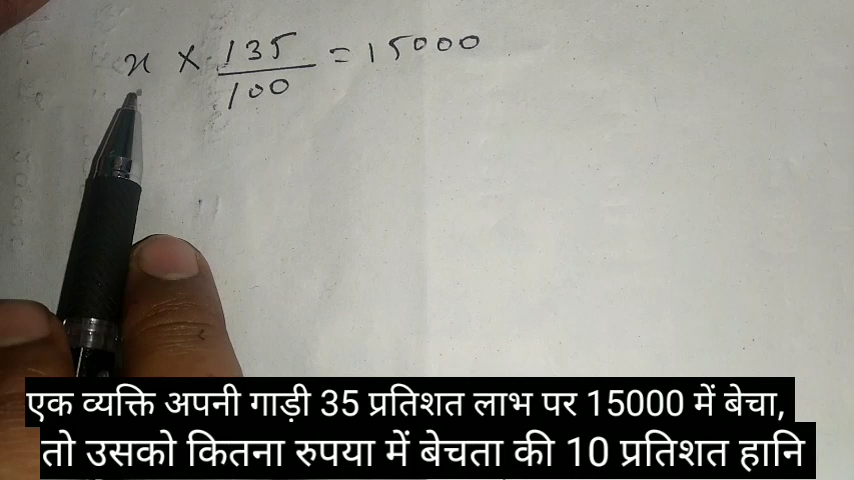 x × 135/100 = 15000
एक व्यक्ति अपनी गाड़ी 35 प्रतिशत लाभ पर 15000 में बेचा,
तो उसको कितना रुपया में बेचता की 10 प्रतिशत हानि